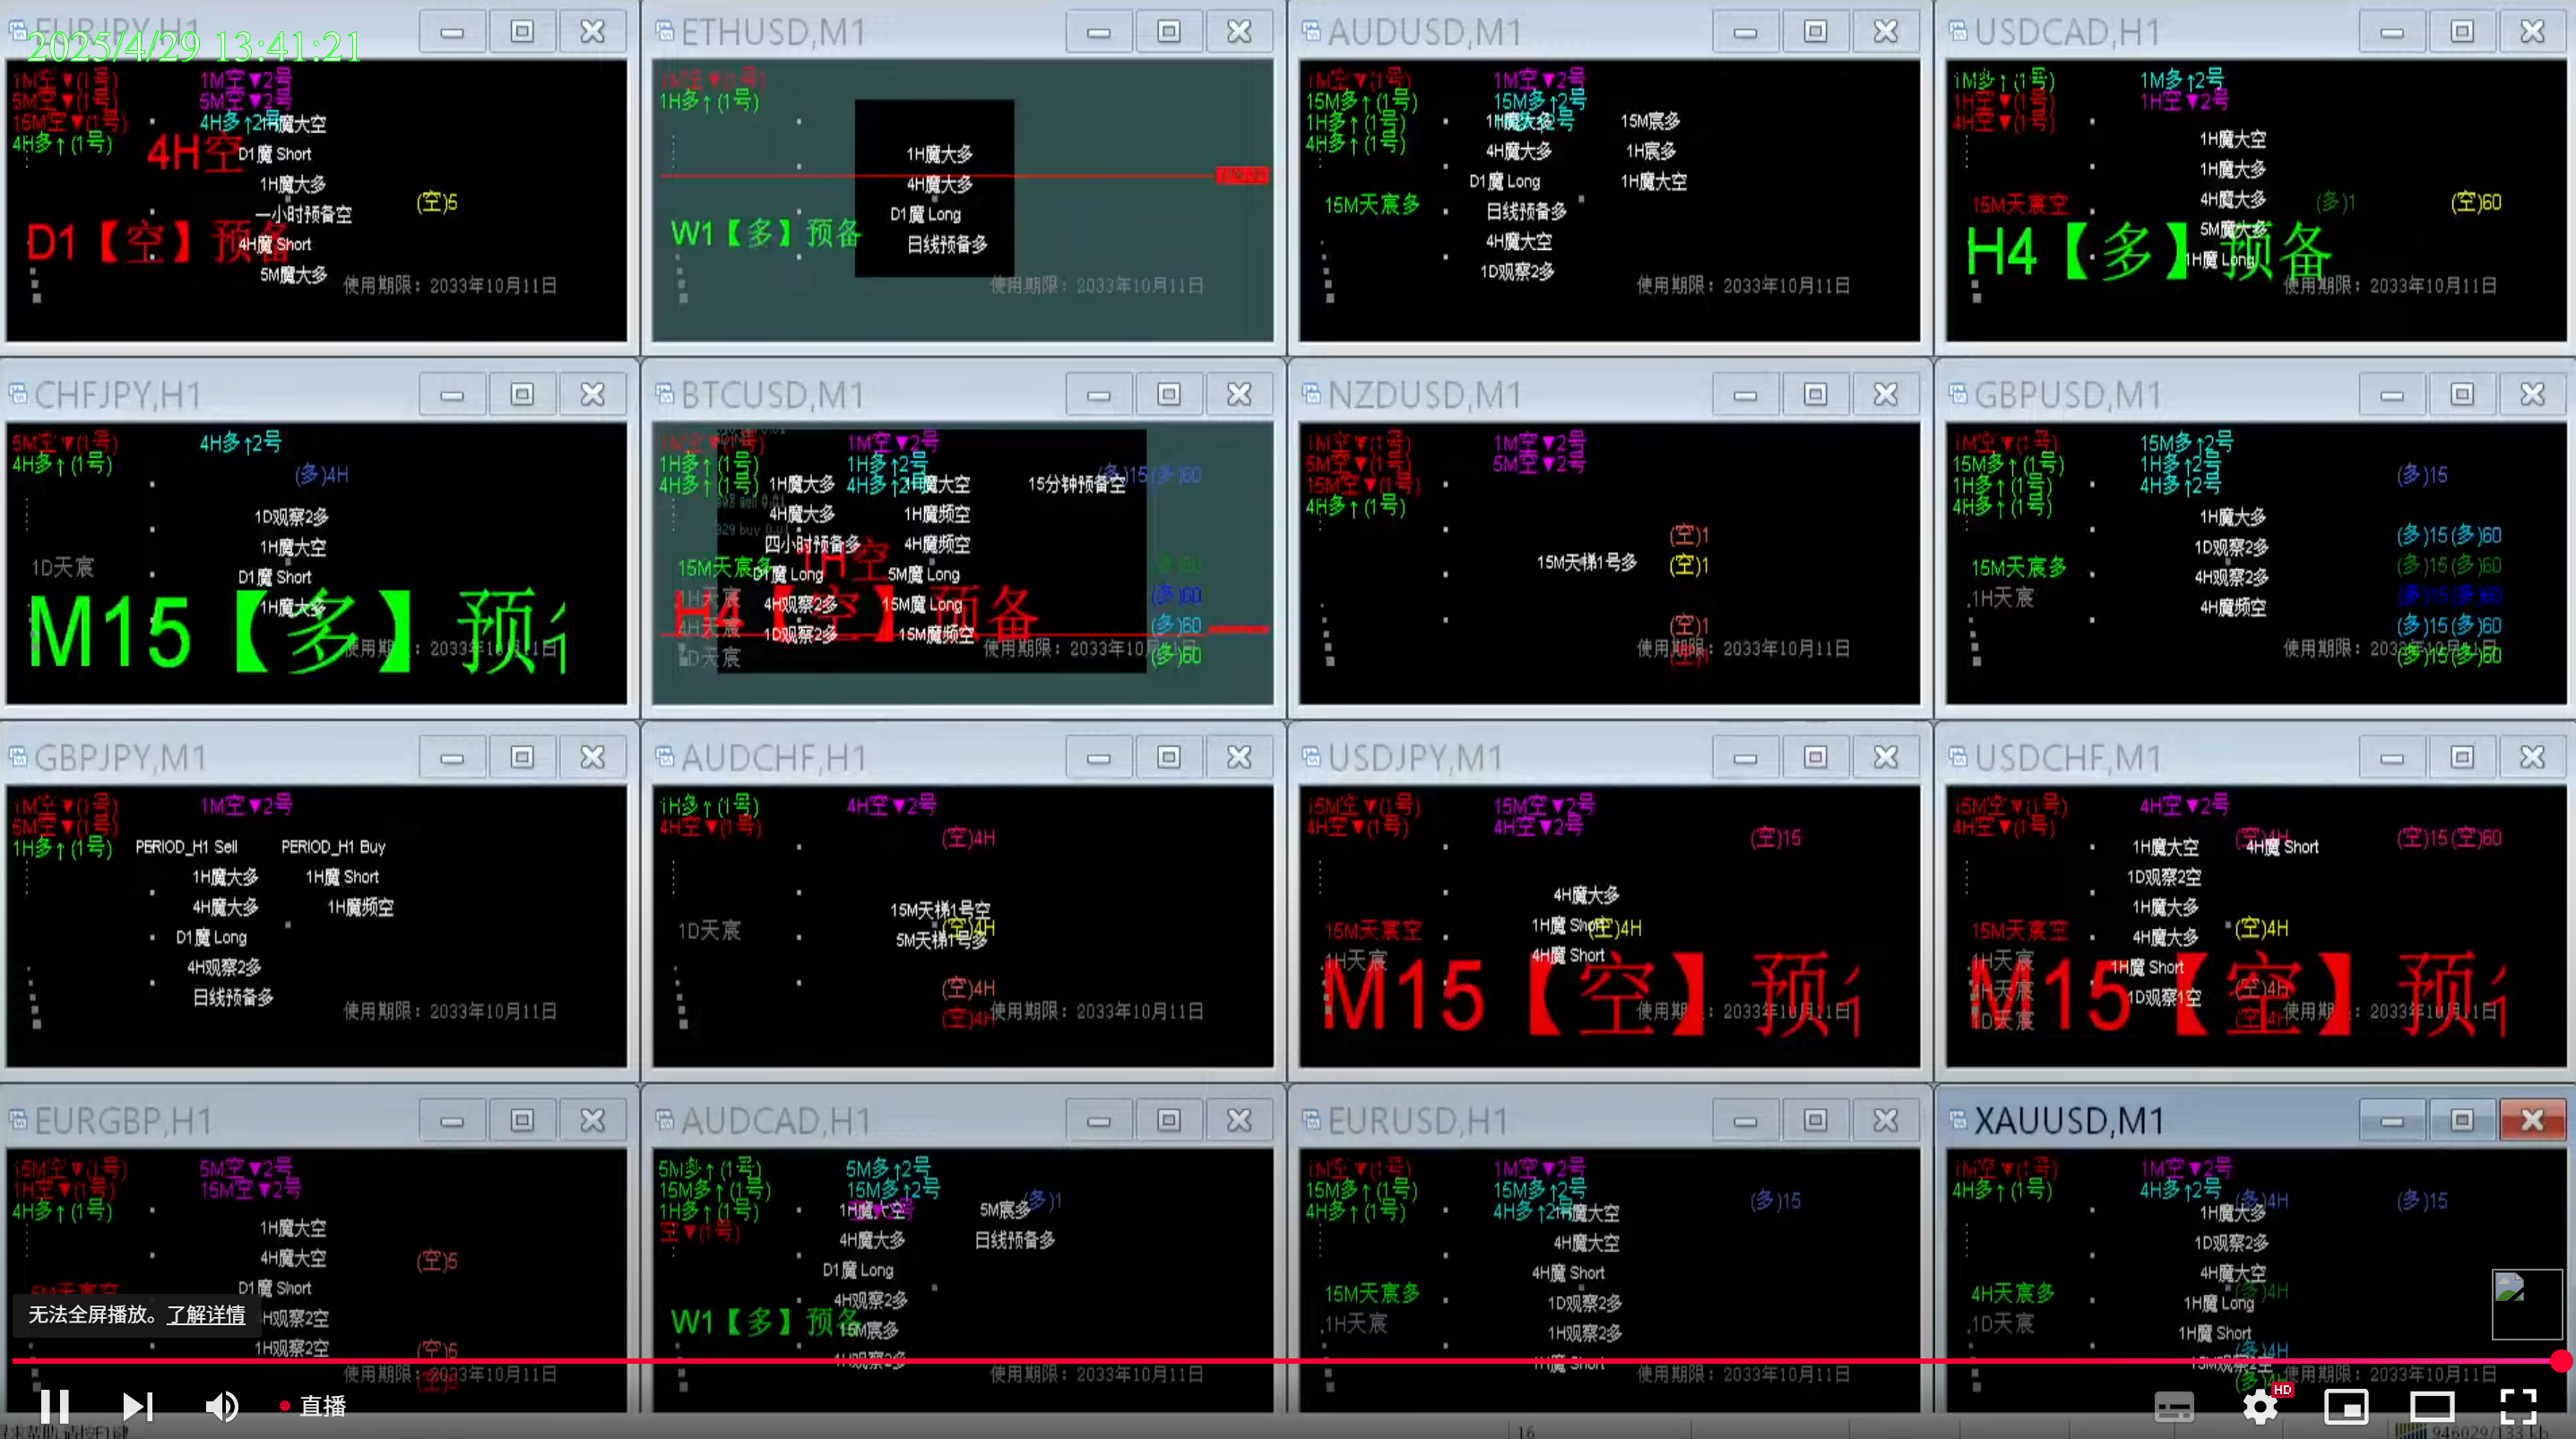 EURJPY,H1
2025/4/29 13:41:21
1M空▼(1号) 1M空▼2号
5M空▼(1号) 5M空▼2号
15M空▼(1号) 4H多↑2号 1H魔大空
4H多↑(1号) 4H空
D1魔 Short
1H魔大多
(空)5
一小时预备空
D1【空】预备
4H魔 Short
5M魔大多
使用期限：2033年10月11日
ETHUSD,M1
1M空▼(1号)
1H多↑(1号)
1H魔大多
4H魔大多
D1魔 Long
W1【多】预备
日线预备多
使用期限：2033年10月11日
AUDUSD,M1
1M空▼(1号) 1M空▼2号
15M多↑(1号) 15M多↑2号
1H多↑(1号) 1H魔大多 15M宸多
4H多↑(1号) 4H魔大多 1H宸多
D1魔 Long 1H魔大空
15M天宸多 日线预备多
4H魔大空
1D观察2多
使用期限：2033年10月11日
USDCAD,H1
1M多↑(1号) 1M多↑2号
1H空▼(1号) 1H空▼2号
4H空▼(1号)
1H魔大空
1H魔大多
15M天宸空 4H魔大多 (多)1 (空)60
5M魔大多
H4【多】预备
1H魔 Long
使用期限：2033年10月11日
CHFJPY,H1
5M空▼(1号) 4H多↑2号
4H多↑(1号) (多)4H
1D观察2多
1H魔大空
1D天宸 D1魔 Short
1H魔大多
M15【多】预
使用期限：2033年10月11日
BTCUSD,M1
1M空▼(1号) 1M空▼2号
1H多↑(1号) 1H多↑2号 (多)15(多)60
4H多↑(1号) 1H魔大多 4H多↑2号 1H魔大空 15分钟预备空
4H魔大多 1H魔频空
四小时预备多 4H魔频空
1H空
15M天宸多 D1魔 Long 5M魔 Long (多)60
1H天宸 4H观察2多 15M魔 Long (多)60
H4【空】预备
4H天宸 1D观察2多 15M魔频空 (多)60
1D天宸 使用期限：2033年10月11日 (多)60
NZDUSD,M1
1M空▼(1号) 1M空▼2号
5M空▼(1号) 5M空▼2号
15M空▼(1号)
4H多↑(1号)
(空)1
15M天梯1号多 (空)1
(空)1
使用期限：2033年10月11日
GBPUSD,M1
1M空▼(1号) 15M多↑2号
15M多↑(1号) 1H多↑2号 (多)15
1H多↑(1号) 4H多↑2号
4H多↑(1号) 1H魔大多
1D观察2多 (多)15(多)60
15M天宸多 4H观察2多 (多)15(多)60
1H天宸 4H魔频空 (多)15(多)60
(多)15(多)60
使用期限：2033年10月11日 (多)15(多)60
GBPJPY,M1
1M空▼(1号) 1M空▼2号
5M空▼(1号)
1H多↑(1号) PERIOD_H1 Sell PERIOD_H1 Buy
1H魔大多 1H魔 Short
4H魔大多 1H魔频空
D1魔 Long
4H观察2多
日线预备多
使用期限：2033年10月11日
AUDCHF,H1
1H多↑(1号) 4H空▼2号
4H空▼(1号) (空)4H
15M天梯1号空
1D天宸 (空)4H
5M天梯1号多
(空)4H
(空)4H
使用期限：2033年10月11日
USDJPY,M1
15M空▼(1号) 15M空▼2号
4H空▼(1号) 4H空▼2号 (空)15
4H魔大多
15M天宸空 1H魔 Short (空)4H
1H天宸 4H魔 Short
M15【空】预
使用期限：2033年10月11日
USDCHF,M1
15M空▼(1号) 4H空▼2号
4H空▼(1号) (空)4H (空)15(空)60
1H魔大空 4H魔 Short
1D观察2空
1H魔大多
15M天宸空 4H魔大多 (空)4H
1H天宸 1H魔 Short
4H天宸 1D观察1空 (空)4H
M15【空】预
1D天宸 (空)4H
使用期限：2033年10月11日
EURGBP,H1
15M空▼(1号) 5M空▼2号
1H空▼(1号) 15M空▼2号
4H多↑(1号)
1H魔大空
4H魔大空 (空)5
5M天宸空 D1魔 Short
4H观察2空
1H观察2空 (空)5
使用期限：2033年10月11日
AUDCAD,H1
5M多↑(1号) 5M多↑2号
15M多↑(1号) 15M多↑2号 (多)1
1H多↑(1号) 1H魔大空 5M宸多
空▼(1号) 4H魔大多 日线预备多
D1魔 Long
4H观察2多
W1【多】预备
15M宸多
1H观察2多
使用期限：2033年10月11日
EURUSD,H1
1M空▼(1号) 1M空▼2号
15M多↑(1号) 15M多↑2号 (多)15
4H多↑(1号) 4H多↑2号 1H魔大空
4H魔大空
4H魔 Short
15M天宸多 1D观察2多
1H天宸 1H观察2多
1H魔 Short
使用期限：2033年10月11日
XAUUSD,M1
1M空▼(1号) 1M空▼2号
4H多↑(1号) 4H多↑2号 (多)4H (多)15
1H魔大多
1D观察2多
4H魔大空
4H天宸多 1H魔 Long (多)4H
1D天宸 1H魔 Short
(多)4H
15M观察2空
使用期限：2033年10月11日
无法全屏播放。了解详情
直播
HD
16
946029/133 kb